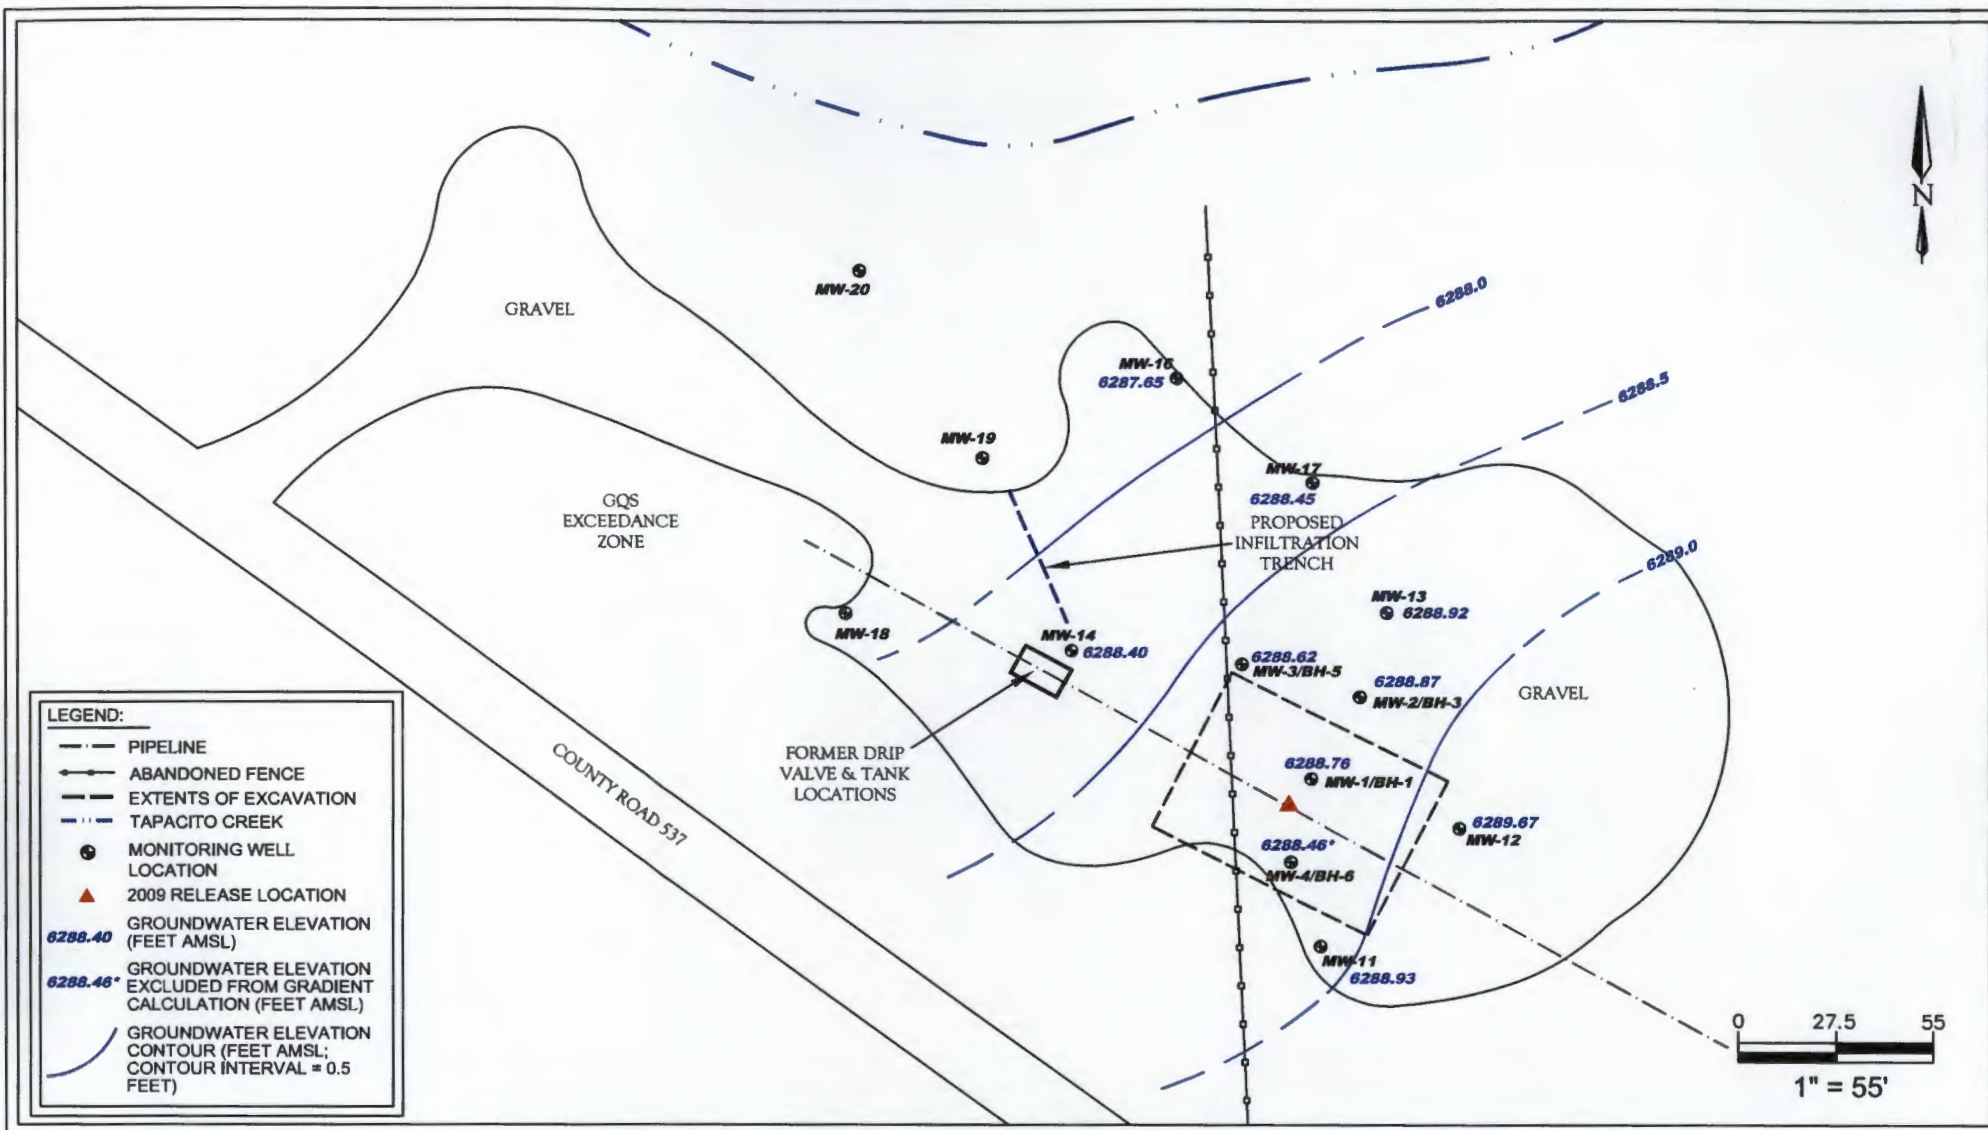 N
6288.0
MW-20
GRAVEL
MW-16
6287.65
6288.5
MW-19
MW-17
6288.45
GQS
EXCEEDANCE
ZONE
PROPOSED
INFILTRATION
TRENCH
6289.0
MW-13
6288.92
MW-18
MW-14
6288.40
6288.62
MW-3/BH-5
6288.87
MW-2/BH-3
GRAVEL
FORMER DRIP
VALVE & TANK
LOCATIONS
COUNTY ROAD 537
6288.76
MW-1/BH-1
6289.67
MW-12
6288.46*
MW-4/BH-6
MW-11
6288.93
LEGEND:
PIPELINE
ABANDONED FENCE
EXTENTS OF EXCAVATION
TAPACITO CREEK
MONITORING WELL
LOCATION
2009 RELEASE LOCATION
6288.40 GROUNDWATER ELEVATION
(FEET AMSL)
GROUNDWATER ELEVATION
6288.46* EXCLUDED FROM GRADIENT
CALCULATION (FEET AMSL)
GROUNDWATER ELEVATION
CONTOUR (FEET AMSL;
CONTOUR INTERVAL = 0.5
FEET)
0 27.5 55
1" = 55'